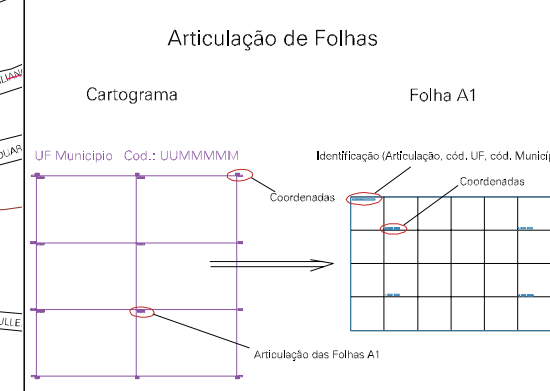 Articulação de Folhas
Cartograma
Folha A1
UF Municipio Cod.: UUMMMMM
Identificação (Articulação, cód. UF, cód. Municíp
Coordenadas
Coordenadas
Articulação das Folhas A1